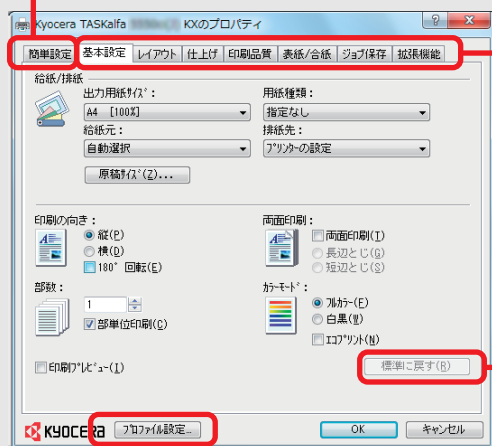 Kyocera TASKalfa KXのプロパティ
簡単設定 基本設定 レイアウト 仕上げ 印刷品質 表紙/合紙 ジョブ保存 拡張機能
給紙/排紙
出力用紙サイズ: 用紙種類:
A4 [100%] 指定なし
給紙元: 排紙先:
自動選択 プリンターの設定
原稿サイズ(Z)...
印刷の向き: 両面印刷:
縦(P) 両面印刷(T)
横(D) 長辺とじ(G)
180° 回転(E) 短辺とじ(S)
部数: カラーモード:
1 フルカラー(F)
部単位印刷(C) 白黒(W)
エコプリント(N)
印刷プレビュー(I) 標準に戻す(R)
KYOCERA プロファイル設定... OK キャンセル